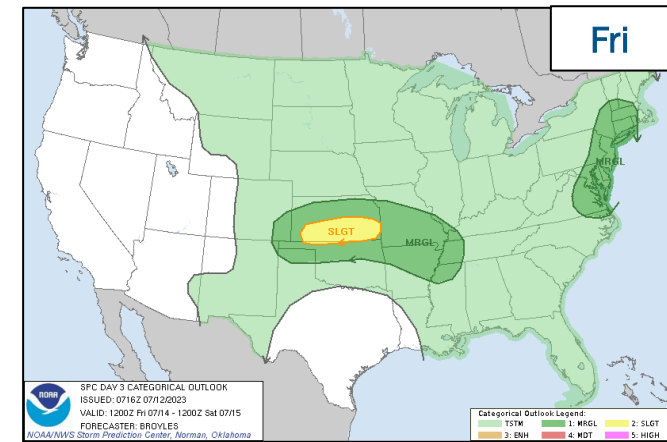 Fri
MRGL
SLGT
MRGL
NOAA
SPC DAY 3 CATEGORICAL OUTLOOK
ISSUED: 0716Z 07/12/2023
VALID: 1200Z Fri 07/14 - 1200Z Sat 07/15
FORECASTER: BROYLES
NOAA/NWS Storm Prediction Center, Norman, Oklahoma
Categorical Outlook Legend:
TSTM 1: MRGL 2: SLGT
3: ENH 4: MDT 5: HIGH